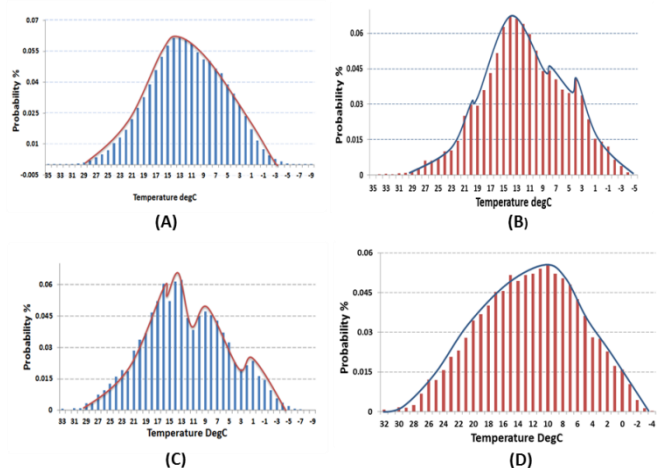 0.07
0.055
0.04
0.025
0.01
-0.005
Probability %
35 33 31 29 27 25 23 21 19 17 15 13 11 9 7 5 3 1 -1 -3 -5 -7 -9
Temperature degC
(A)
0.06
0.045
0.03
0.015
0
Probability %
35 33 31 29 27 25 23 21 19 17 15 13 11 9 7 5 3 1 -1 -3 -5
Temperature degC
(B)
0.06
0.045
0.03
0.015
0
Probability %
33 31 29 27 25 23 21 19 17 15 13 11 9 7 5 3 1 -1 -3 -5 -7 -9
Temperature DegC
(C)
0.06
0.045
0.03
0.015
0
Probability %
32 30 28 26 24 22 20 18 16 14 12 10 8 6 4 2 0 -2 -4
Temperature DegC
(D)